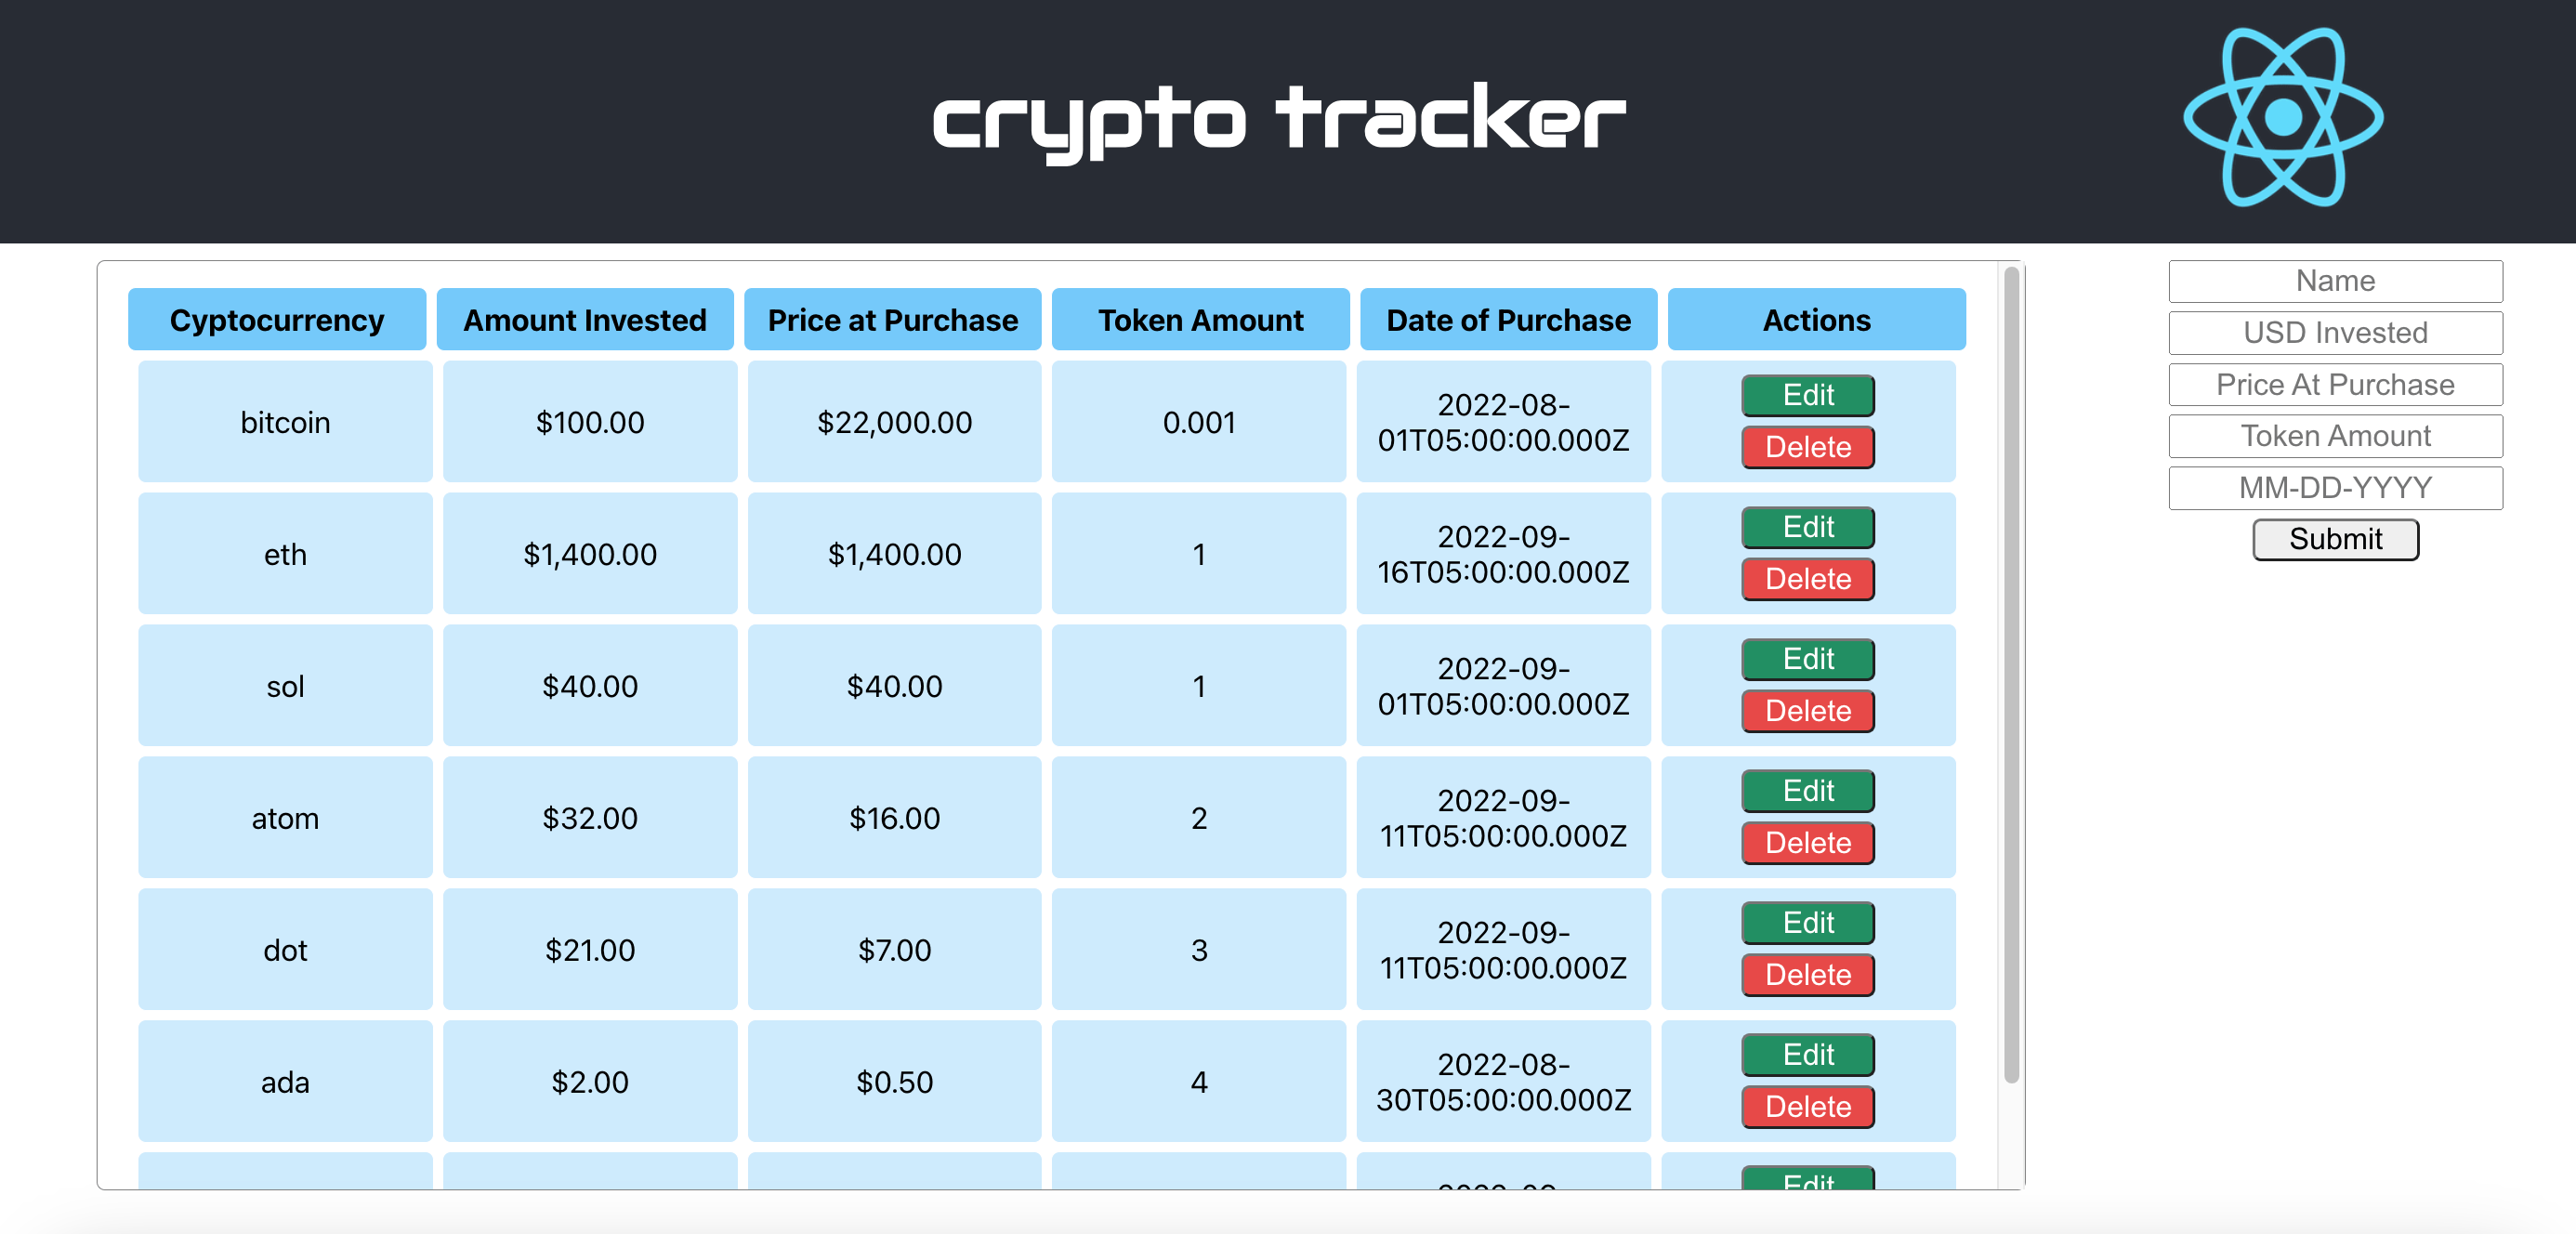 crypto tracker
Cyptocurrency Amount Invested Price at Purchase Token Amount Date of Purchase Actions
bitcoin $100.00 $22,000.00 0.001 2022-08-
01T05:00:00.000Z Edit
Delete
eth $1,400.00 $1,400.00 1 2022-09-
16T05:00:00.000Z Edit
Delete
sol $40.00 $40.00 1 2022-09-
01T05:00:00.000Z Edit
Delete
atom $32.00 $16.00 2 2022-09-
11T05:00:00.000Z Edit
Delete
dot $21.00 $7.00 3 2022-09-
11T05:00:00.000Z Edit
Delete
ada $2.00 $0.50 4 2022-08-
30T05:00:00.000Z Edit
Delete
Edit
Name
USD Invested
Price At Purchase
Token Amount
MM-DD-YYYY
Submit